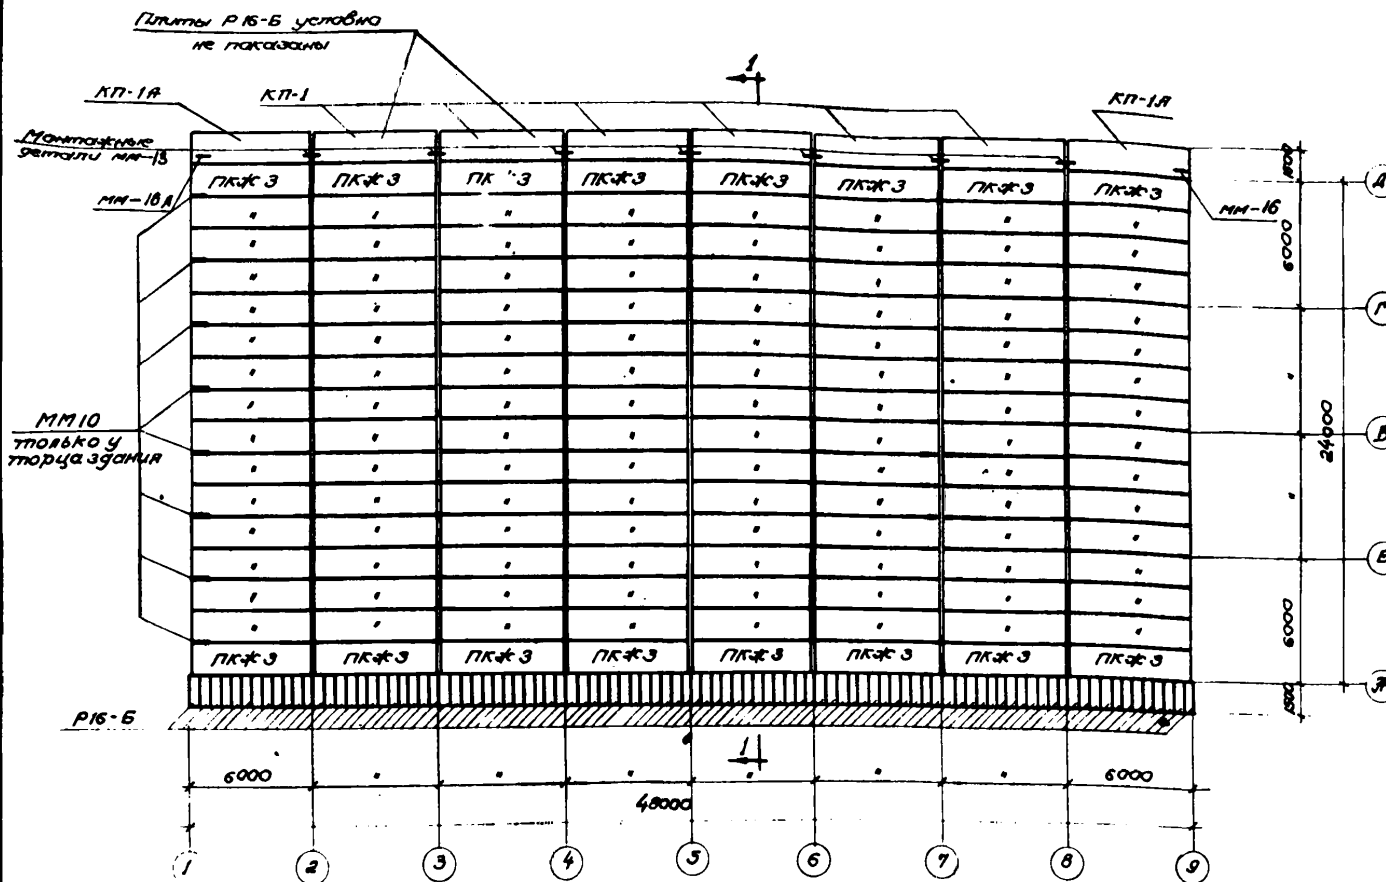 Плиты Р16-Б условно
не показаны
1
КП-1А
КП-1
КП-1А
Монтажные
детали мм-13
ПКЖ 3 ПКЖ 3 ПК 3 ПКЖ 3 ПКЖ 3 ПКЖ 3 ПКЖ 3 ПКЖ 3
мм-16А
мм-16
Д
6000
Г
ММ10
только у
торца здания
В
24000
Б
6000
ПКЖ 3 ПКЖ 3 ПКЖ 3 ПКЖ 3 ПКЖ 3 ПКЖ 3 ПКЖ 3 ПКЖ 3
А
1500
Р16-Б
1
6000 " " " " " " 6000
48000
1 2 3 4 5 6 7 8 9